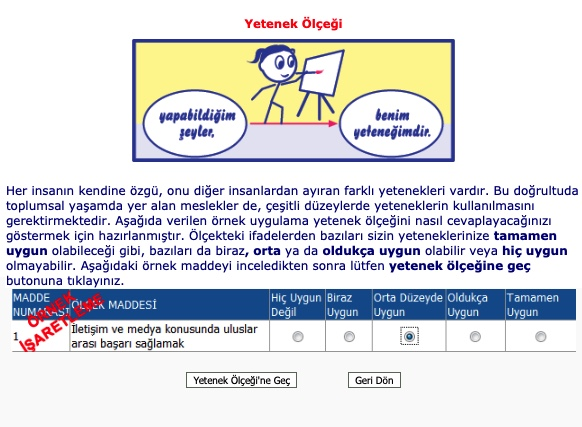 Yetenek Ölçeği
yapabildiğim
şeyler,
benim
yeteneğimdir.
Her insanın kendine özgü, onu diğer insanlardan ayıran farklı yetenekleri vardır. Bu doğrultuda
toplumsal yaşamda yer alan meslekler de, çeşitli düzeylerde yeteneklerin kullanılmasını
gerektirmektedir. Aşağıda verilen örnek uygulama yetenek ölçeğini nasıl cevaplayacağınızı
göstermek için hazırlanmıştır. Ölçekteki ifadelerden bazıları sizin yeteneklerinize tamamen
uygun olabileceği gibi, bazıları da biraz, orta ya da oldukça uygun olabilir veya hiç uygun
olmayabilir. Aşağıdaki örnek maddeyi inceledikten sonra lütfen yetenek ölçeğine geç
butonuna tıklayınız.
MADDE NUMARASI
ÖLÇEK MADDESİ
Hiç Uygun Değil
Biraz Uygun
Orta Düzeyde Uygun
Oldukça Uygun
Tamamen Uygun
ÖRNEK
İŞARETLEME
1
İletişim ve medya konusunda uluslar
arası başarı sağlamak
Yetenek Ölçeği'ne Geç
Geri Dön